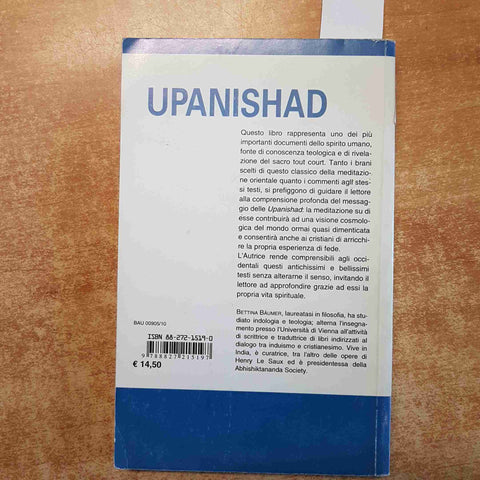 UPANISHAD
Questo libro rappresenta uno dei più
importanti documenti dello spirito umano,
fonte di conoscenza teologica e di rivela-
zione del sacro tout court. Tanto i brani
scelti di questo classico della meditazio-
ne orientale quanto i commenti agli stes-
si testi, si prefiggono di guidare il lettore
alla comprensione profonda del messag-
gio delle Upanishad: la meditazione su di
esse contribuirà ad una visione cosmolo-
gica del mondo ormai quasi dimenticata
e consentirà anche ai cristiani di arricchi-
re la propria esperienza di fede.
L'Autrice rende comprensibili agli occi-
dentali questi antichissimi e bellissimi
testi senza alterarne il senso, invitando il
lettore ad approfondire grazie ad essi la
propria vita spirituale.
BETTINA BÄUMER, laureatasi in filosofia, ha stu-
diato indologia e teologia; alterna l'insegna-
mento presso l'Università di Vienna all'attività
di scrittrice e traduttrice di libri indirizzati al
dialogo tra induismo e cristianesimo. Vive in
India, è curatrice, tra l'altro delle opere di
Henry Le Saux ed è presidentessa della
Abhishiktananda Society.
BAU 00905/10
ISBN 88-272-1519-0
9 788827 215197
€ 14,50